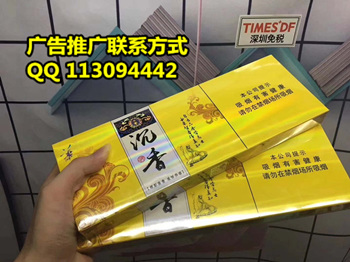 广告推广联系方式
QQ 113094442
TIMES DF
深圳免税
沉香
本公司提示
吸烟有害健康
请勿在禁烟场所吸烟
香
本公司提示
吸烟有害健康
请勿在禁烟场所吸烟